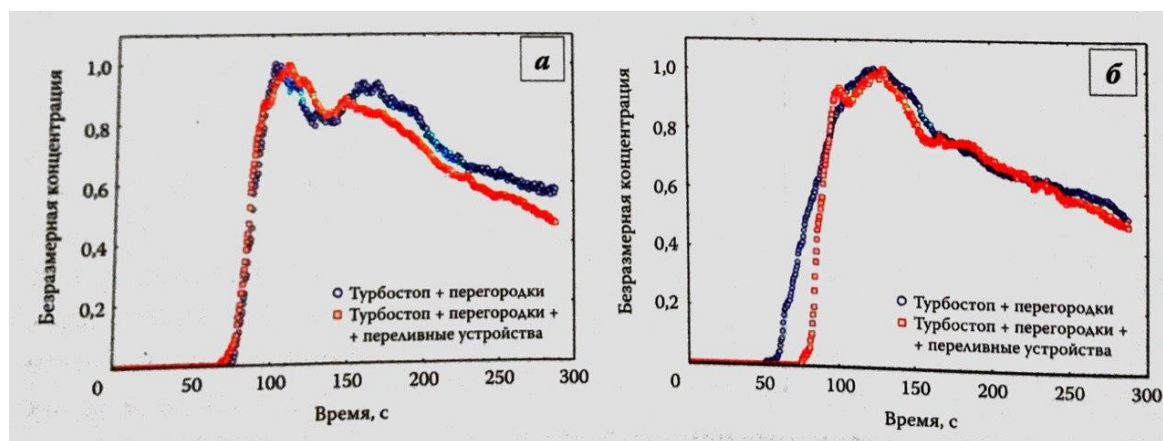 а
Безразмерная концентрация
1,0
0,8
0,6
0,4
0,2
Турбостоп + перегородки
Турбостоп + перегородки +
+ переливные устройства
0
50
100
150
200
250
300
Время, с
б
Безразмерная концентрация
1,0
0,8
0,6
0,4
0,2
Турбостоп + перегородки
Турбостоп + перегородки +
+ переливные устройства
0
50
100
150
200
250
300
Время, с